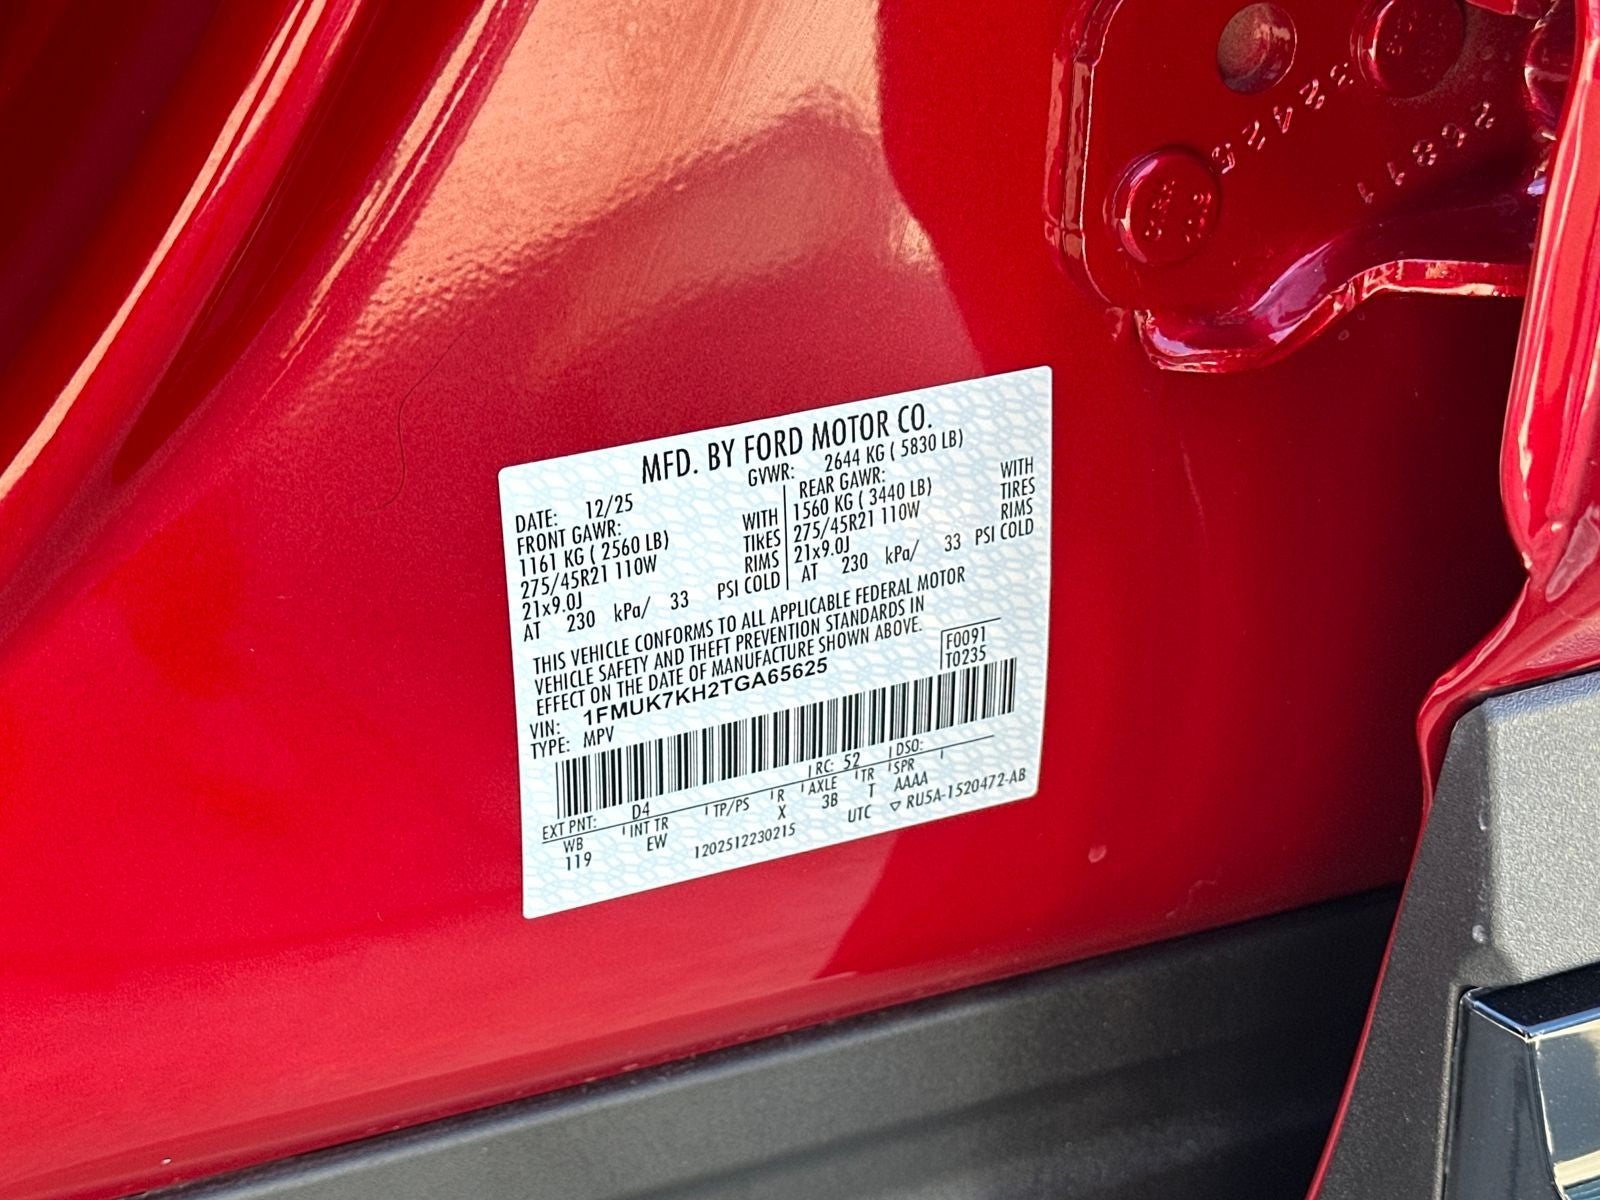 MFD. BY FORD MOTOR CO.
DATE: 12/25
GVWR: 2644 KG ( 5830 LB)
FRONT GAWR:
1161 KG ( 2560 LB) WITH
275/45R21 110W TIRES
21x9.0J RIMS
AT 230 kPa/ 33 PSI COLD
REAR GAWR:
1560 KG ( 3440 LB) WITH
275/45R21 110W TIRES
21x9.0J RIMS
AT 230 kPa/ 33 PSI COLD
THIS VEHICLE CONFORMS TO ALL APPLICABLE FEDERAL MOTOR
VEHICLE SAFETY AND THEFT PREVENTION STANDARDS IN
EFFECT ON THE DATE OF MANUFACTURE SHOWN ABOVE.
F0091
T0235
VIN: 1FMUK7KH2TGA65625
TYPE: MPV
EXT PNT: D4 RC: 52 DSO:
WB INT TR TP/PS R AXLE TR SPR
119 EW X 3B T AAAA
1202512230215 UTC ▽ RU5A-1520472-AB
32425
26811